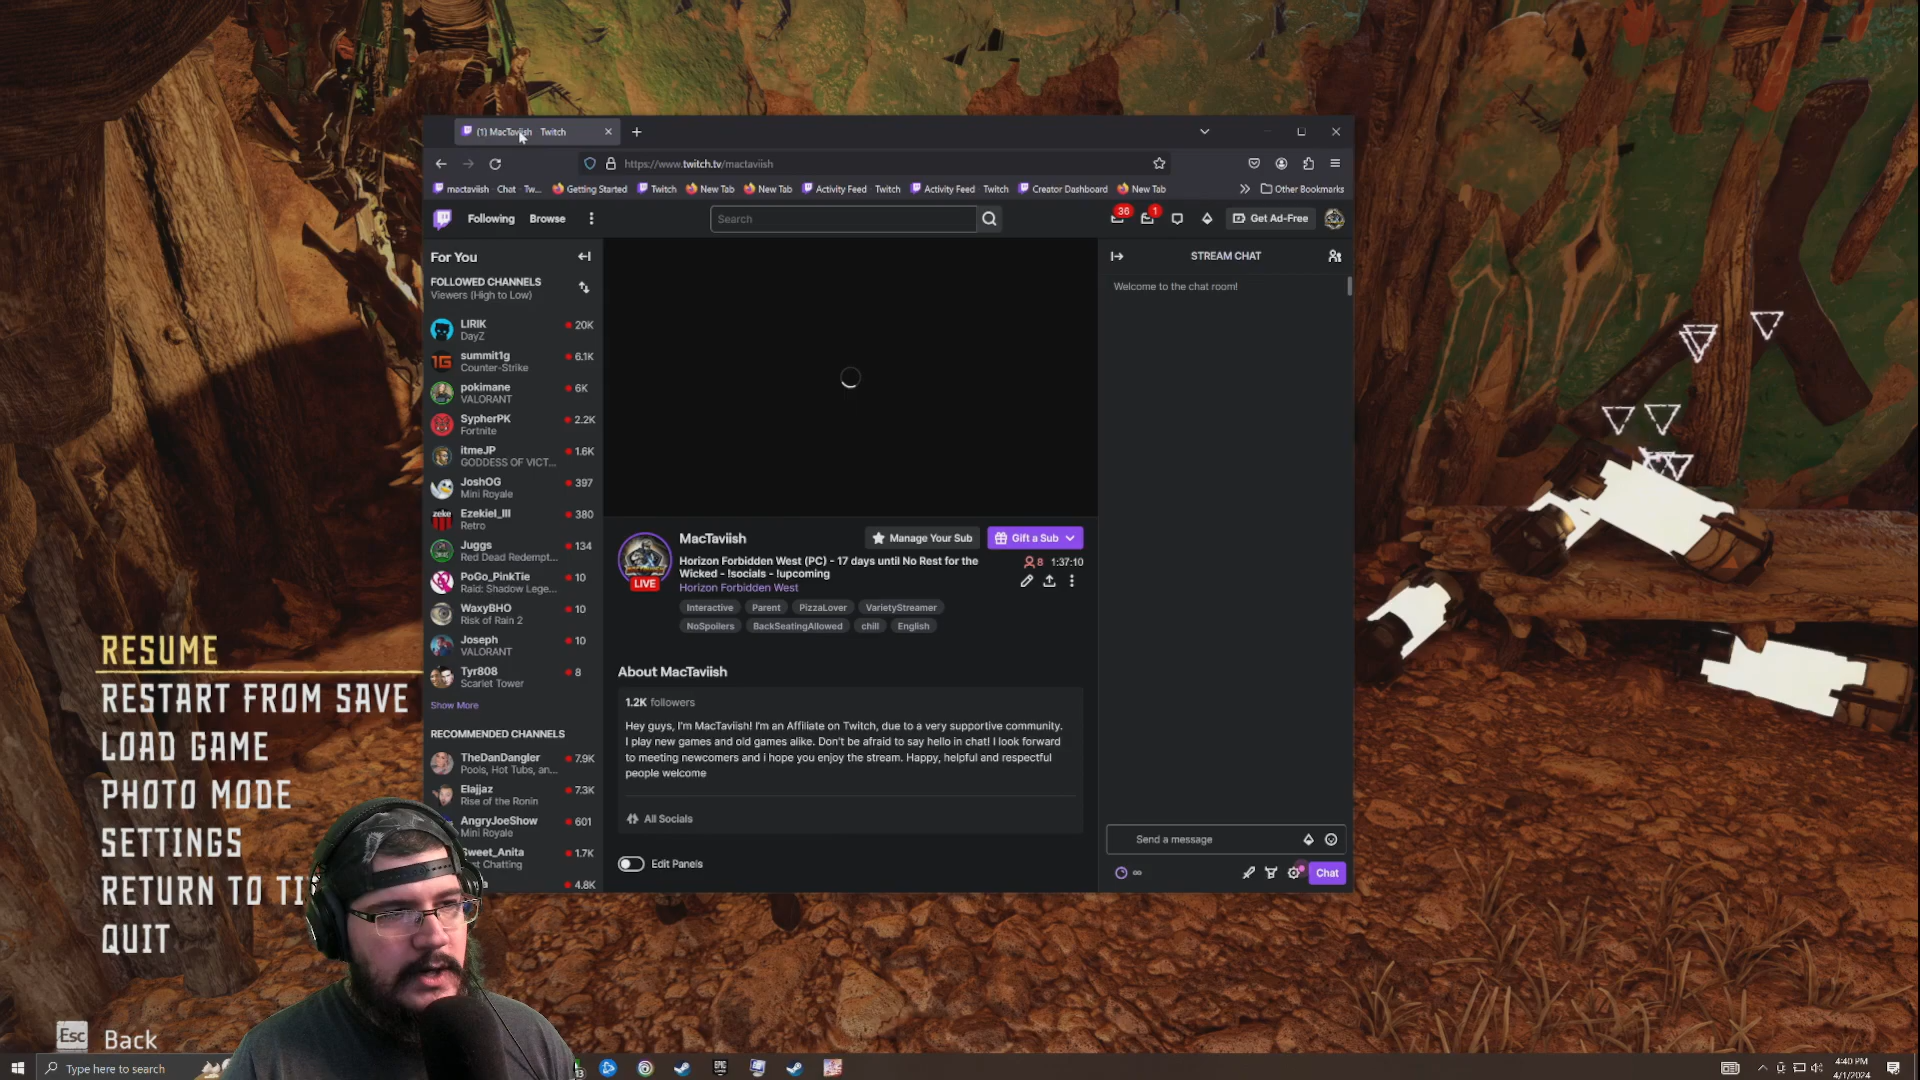 (1) MacTaviish Twitch
https://www.twitch.tv/mactaviish
mactaviish - Chat - Tw...
Getting Started
Twitch
New Tab
New Tab
Activity Feed - Twitch
Activity Feed Twitch
Creator Dashboard
New Tab
Other Bookmarks
Following
Browse
Search
36
1
Get Ad-Free
For You
FOLLOWED CHANNELS
Viewers (High to Low)
LIRIK 20K
DayZ
summit1g 6.1K
Counter-Strike
pokimane 6K
VALORANT
SypherPK 2.2K
Fortnite
itmeJP 1.6K
GODDESS OF VICT...
JoshOG 397
Mini Royale
zeke
Ezekiel_III 380
Retro
Juggs 134
Red Dead Redempt...
PoGo_PinkTie 10
Raid: Shadow Lege...
WaxyBHO 10
Risk of Rain 2
Joseph 10
VALORANT
Tyr808 8
Scarlet Tower
Show More
RECOMMENDED CHANNELS
TheDanDangler 7.9K
Pools, Hot Tubs, an...
Elajjaz 7.3K
Rise of the Ronin
AngryJoeShow 601
Mini Royale
Sweet_Anita 1.7K
Chatting
4.8K
MacTaviish
Manage Your Sub
Gift a Sub
Horizon Forbidden West (PC) - 17 days until No Rest for the
Wicked - !socials - !upcoming
8 1:37:10
LIVE
Horizon Forbidden West
Interactive
Parent
PizzaLover
VarietyStreamer
NoSpoilers
BackSeatingAllowed
chill
English
About MacTaviish
1.2K followers
Hey guys, I'm MacTaviish! I'm an Affiliate on Twitch, due to a very supportive community.
I play new games and old games alike. Don't be afraid to say hello in chat! I look forward
to meeting newcomers and i hope you enjoy the stream. Happy, helpful and respectful
people welcome
All Socials
Edit Panels
STREAM CHAT
Welcome to the chat room!
Send a message
Chat
RESUME
RESTART FROM SAVE
LOAD GAME
PHOTO MODE
SETTINGS
RETURN TO TI
QUIT
Esc Back
Type here to search
4:40 PM
4/1/2024